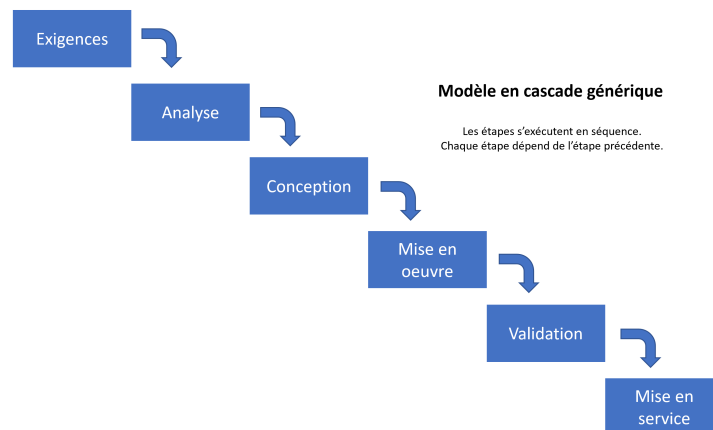 Exigences
Analyse
Modèle en cascade générique
Les étapes s’exécutent en séquence.
Chaque étape dépend de l’étape précédente.
Conception
Mise en
oeuvre
Validation
Mise en
service